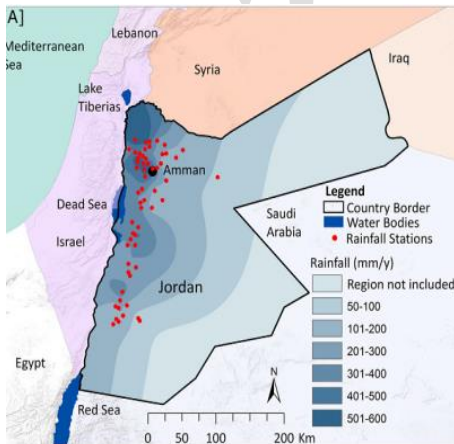 A]
Lebanon
Mediterranean
Sea
Syria
Iraq
Lake
Tiberias
Amman
Dead Sea
Israel
Saudi
Arabia
Jordan
Egypt
Red Sea
Legend
Country Border
Water Bodies
Rainfall Stations
Rainfall (mm/y)
Region not included
50-100
101-200
201-300
301-400
401-500
501-600
N
0 100 200
Km